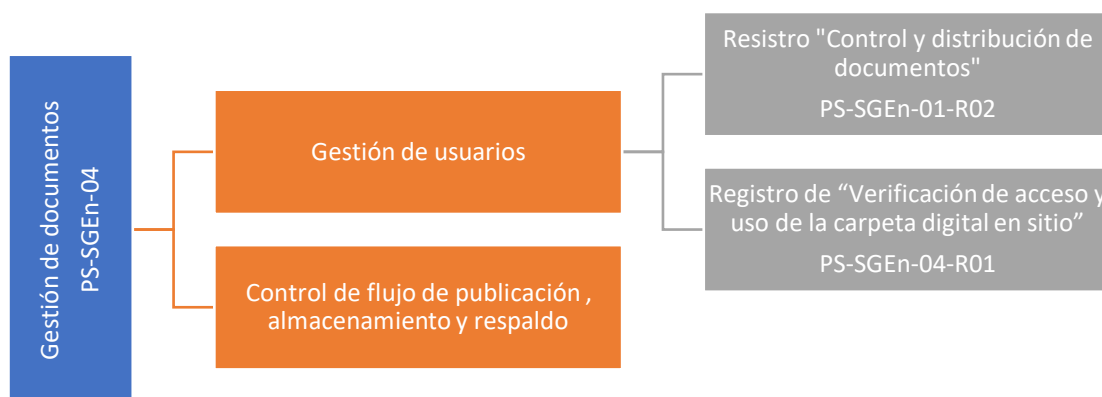 Gestión de documentos
PS-SGEn-04
Gestión de usuarios
Control de flujo de publicación ,
almacenamiento y respaldo
Resistro "Control y distribución de
documentos"
PS-SGEn-01-R02
Registro de “Verificación de acceso y
uso de la carpeta digital en sitio”
PS-SGEn-04-R01